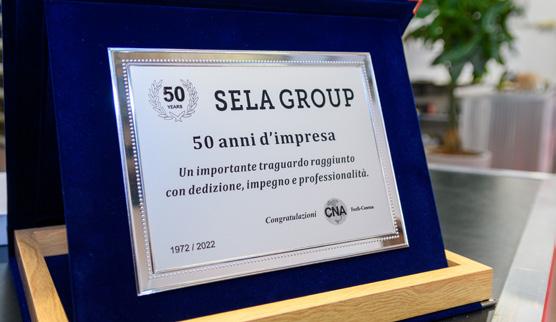 50
YEARS
SELA GROUP
50 anni d'impresa
Un importante traguardo raggiunto
con dedizione, impegno e professionalità.
Congratulazioni
CNA
Forlì-Cesena
1972 / 2022